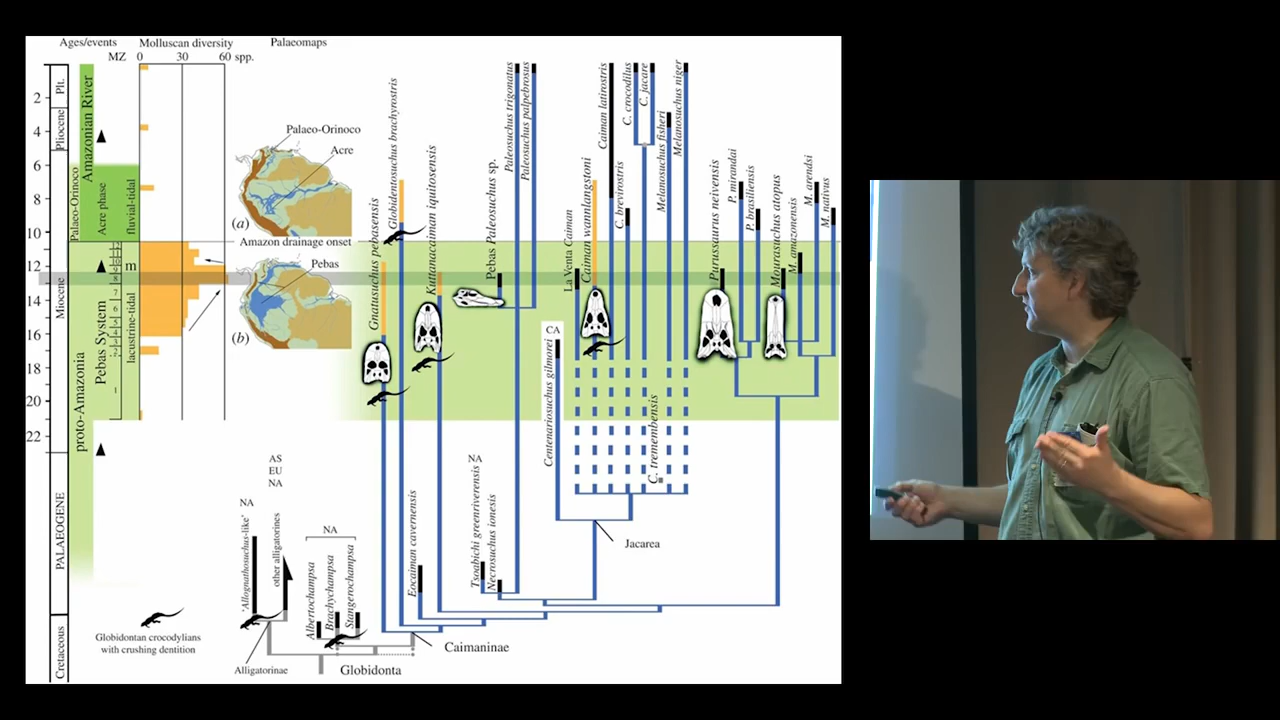 Ages/events
Molluscan diversity
Palaeomaps
MZ
0
30
60 spp.
2
4
6
8
10
12
14
16
18
20
22
Plt.
Pliocene
Miocene
PALAEOGENE
Cretaceous
Amazonian River
Palaeo-Orinoco
Acre phase
fluvial-tidal
Pebas System
lacustrine-tidal
proto-Amazonia
m
Palaeo-Orinoco
Acre
(a)
Amazon drainage onset
Pebas
(b)
Gnatusuchus pebasensis
Globidentosuchus brachyrostris
Kuttanacaiman iquitosensis
Pebas Paleosuchus sp.
Paleosuchus trigonatus
Paleosuchus palpebrosus
La Venta Caiman
Caiman wannlangstoni
Caiman latirostris
C. brevirostris
C. crocodilus
C. jacare
Melanosuchus fisheri
Melanosuchus niger
Purussaurus neivensis
P. mirandai
P. brasiliensis
Mourasuchus atopus
M. amazonensis
M. arendsi
M. nativus
CA
Centenariosuchus gilmorei
C. tremembensis
AS
EU
NA
NA
"Allognathosuchus-like"
other alligatorines
NA
Albertochampsa
Brachychampsa
Stangerochampsa
Eocaiman cavernensis
NA
Tsoabichi greenriverensis
Necrosuchus ionesis
Jacarea
Globidontan crocodylians
with crushing dentition
Caimaninae
Alligatorinae
Globidonta